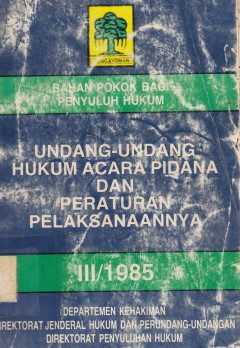 PENGAYOMAN
BAHAN POKOK BAGI
PENYULUH HUKUM
UNDANG-UNDANG
HUKUM ACARA PIDANA
DAN
PERATURAN
PELAKSANAANNYA
III/1985
DEPARTEMEN KEHAKIMAN
DIREKTORAT JENDERAL HUKUM DAN PERUNDANG-UNDANGAN
DIREKTORAT PENYULUHAN HUKUM